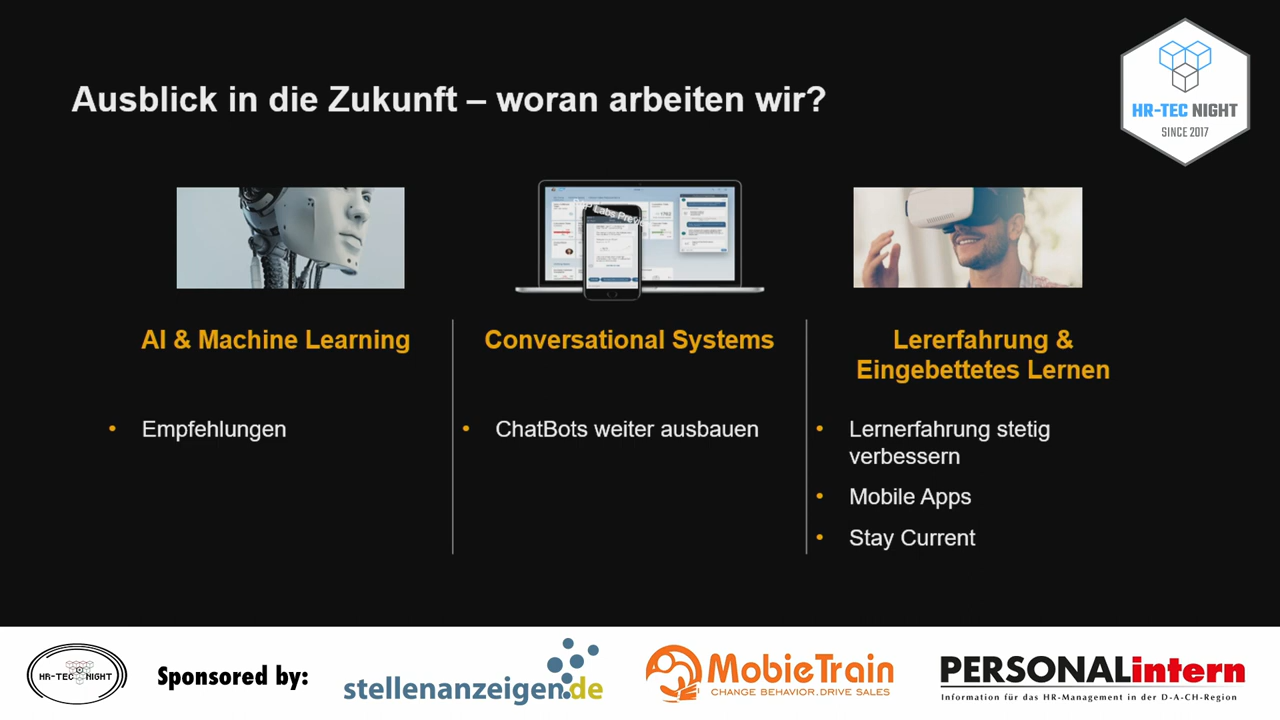 Ausblick in die Zukunft – woran arbeiten wir?
HR-TEC NIGHT
SINCE 2017
AI & Machine Learning
Empfehlungen
Conversational Systems
ChatBots weiter ausbauen
Lererfahrung &
Eingebettetes Lernen
Lernerfahrung stetig
verbessern
Mobile Apps
Stay Current
HR-TEC NIGHT
Sponsored by:
stellenanzeigen.de
MobieTrain
CHANGE BEHAVIOR.DRIVE SALES
PERSONALintern
Information für das HR-Management in der D-A-CH-Region